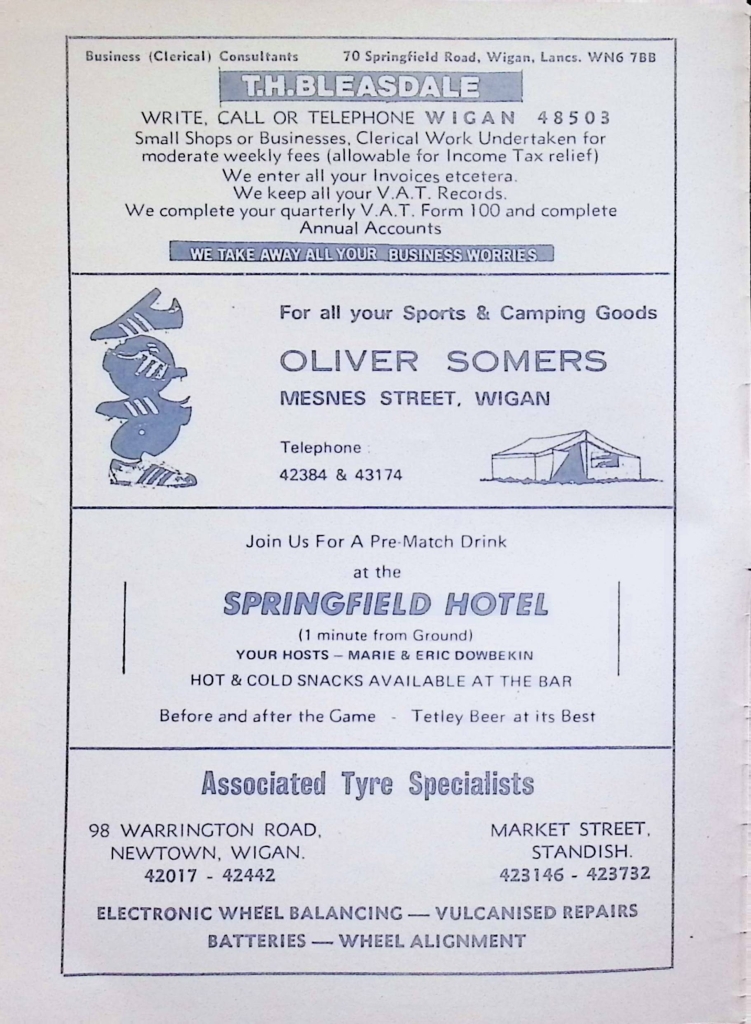 Business (Clerical) Consultants 70 Springfield Road, Wigan, Lancs. WN6 7BB
T.H.BLEASDALE
WRITE, CALL OR TELEPHONE WIGAN 48503
Small Shops or Businesses, Clerical Work Undertaken for
moderate weekly fees (allowable for Income Tax relief)
We enter all your Invoices etcetera.
We keep all your V.A.T. Records.
We complete your quarterly V.A.T. Form 100 and complete
Annual Accounts
WE TAKE AWAY ALL YOUR BUSINESS WORRIES
For all your Sports & Camping Goods
OLIVER SOMERS
MESNES STREET, WIGAN
Telephone :
42384 & 43174
Join Us For A Pre-Match Drink
at the
SPRINGFIELD HOTEL
(1 minute from Ground)
YOUR HOSTS – MARIE & ERIC DOWBEKIN
HOT & COLD SNACKS AVAILABLE AT THE BAR
Before and after the Game - Tetley Beer at its Best
Associated Tyre Specialists
98 WARRINGTON ROAD,
NEWTOWN, WIGAN.
42017 - 42442
MARKET STREET,
STANDISH.
423146 - 423732
ELECTRONIC WHEEL BALANCING — VULCANISED REPAIRS
BATTERIES — WHEEL ALIGNMENT